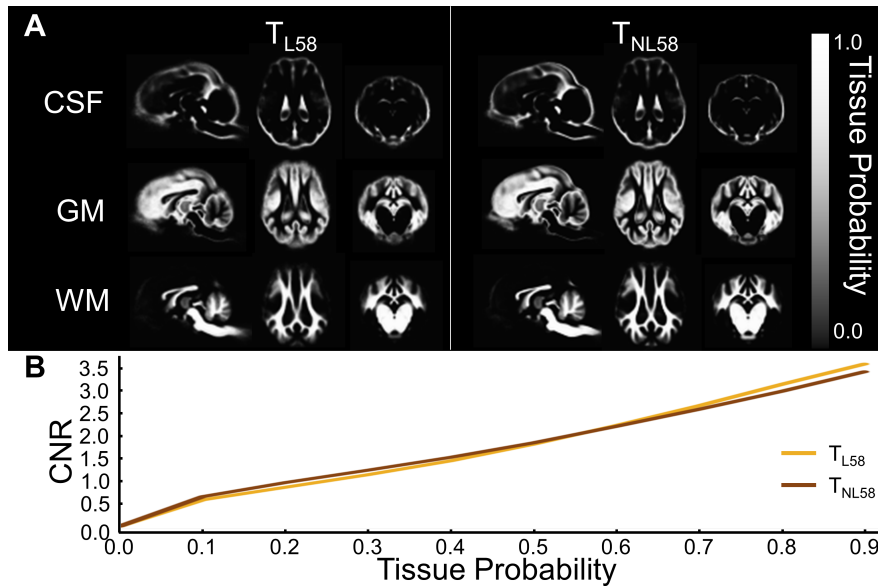 A
T_L58
T_NL58
1.0
CSF
GM
WM
Tissue Probability
0.0
B
3.5
3.0
2.5
2.0
1.5
1.0
0.5
0.0
CNR
T_L58
T_NL58
0.0 0.1 0.2 0.3 0.4 0.5 0.6 0.7 0.8 0.9
Tissue Probability